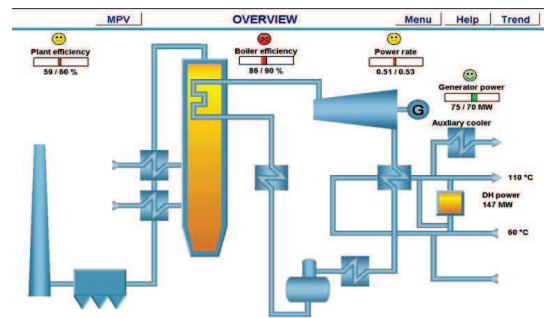 MPV OVERVIEW Menu Help Trend
Plant efficiency
59 / 60 %
Boiler efficiency
86 / 90 %
Power rate
0.51 / 0.53
Generator power
75 / 70 MW
G
Auxliary cooler
110 °C
DH power
147 MW
60 °C